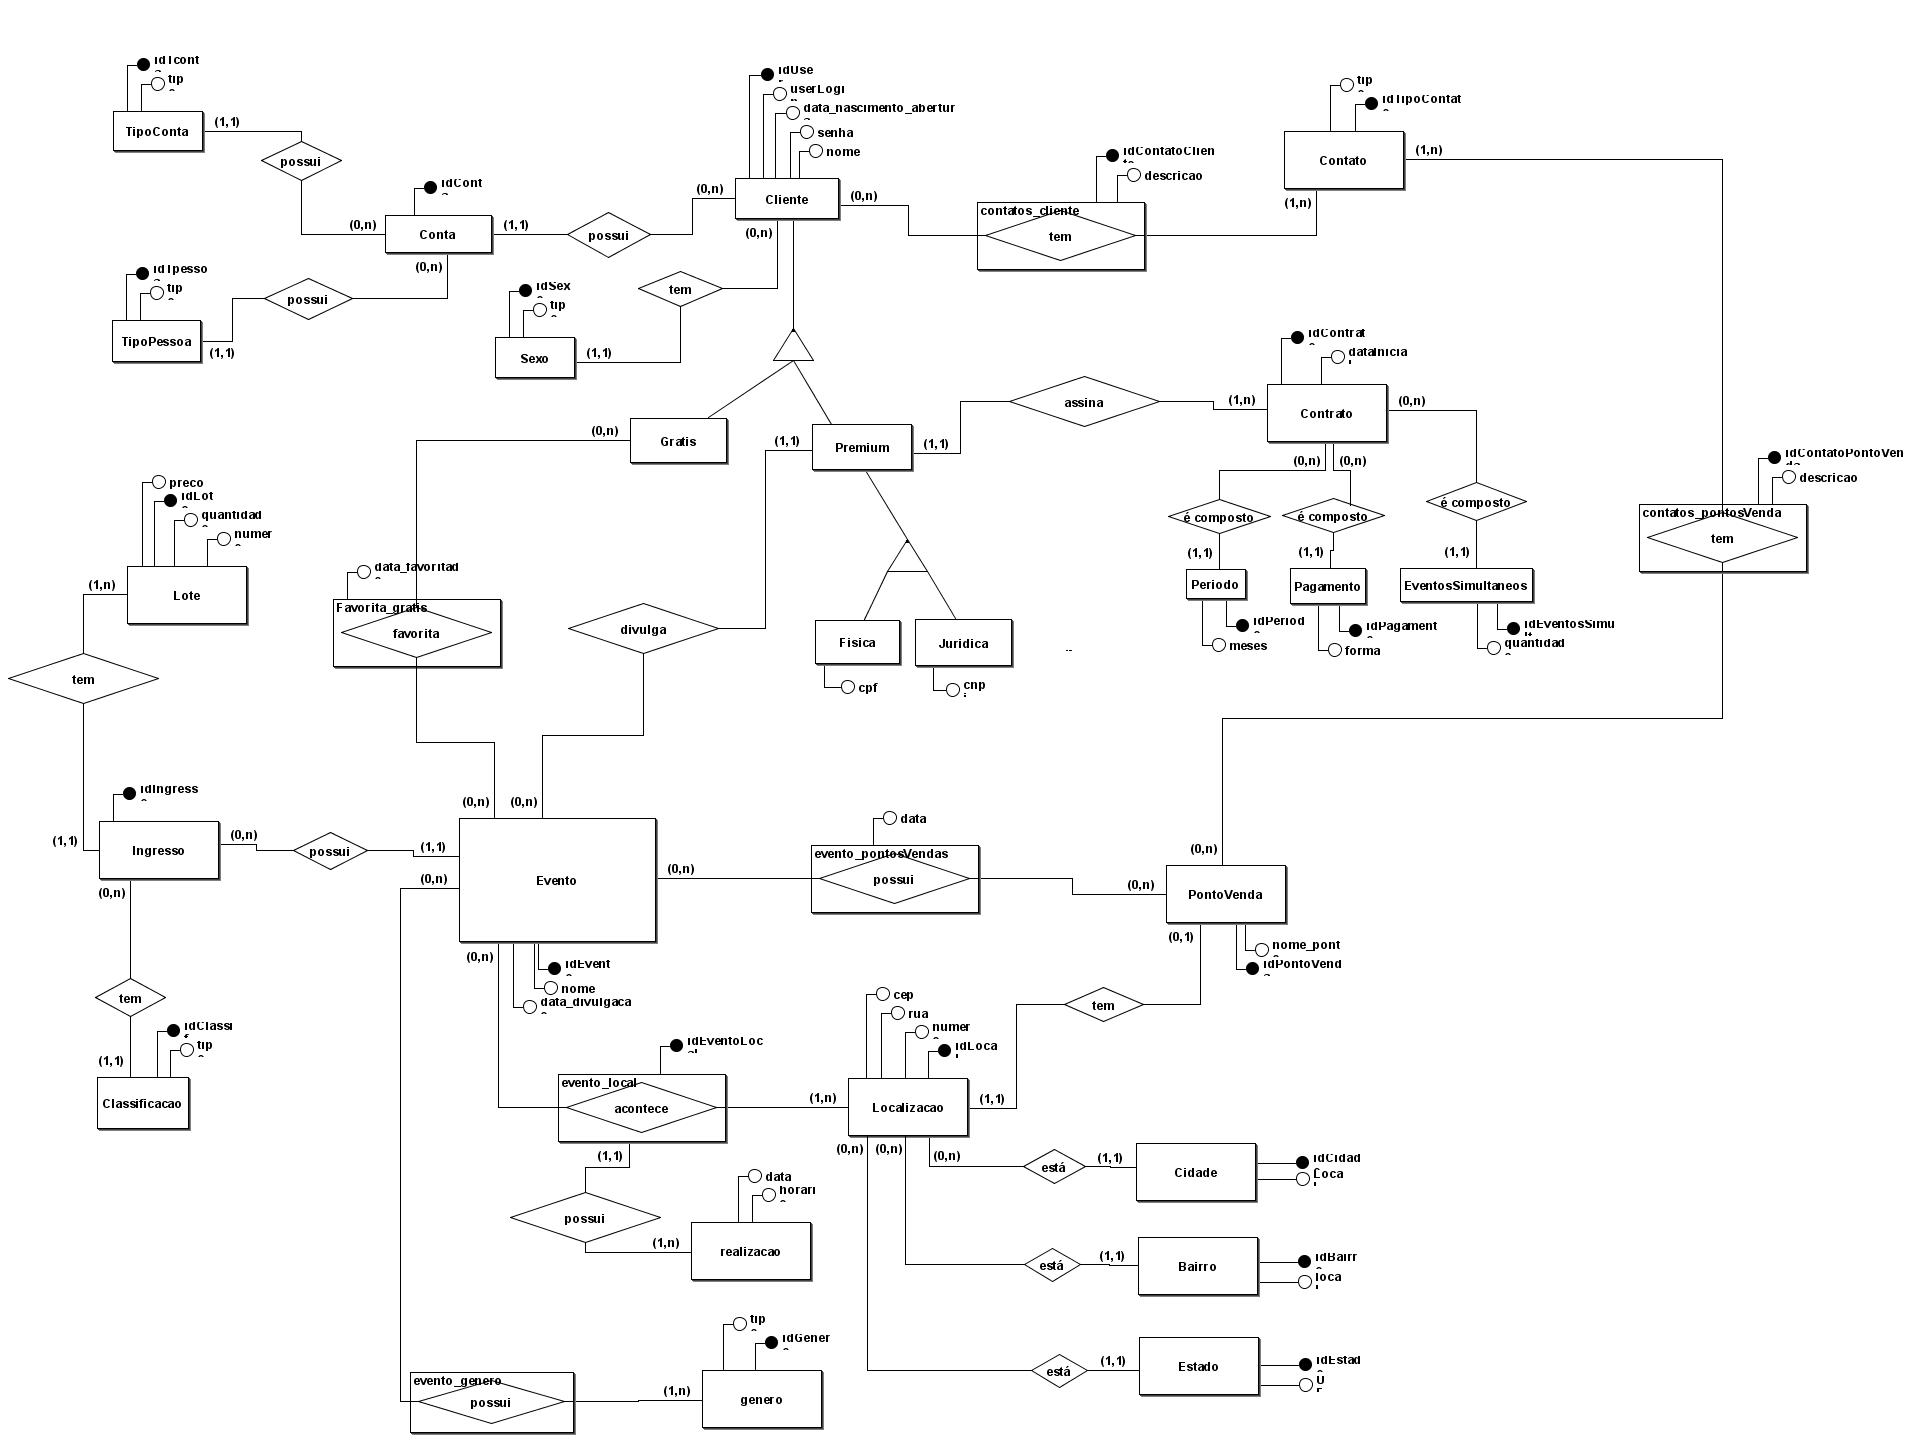 idTcont
tip
TipoConta
(1,1)
possui
(0,n)
idCont
Conta
(1,1)
(0,n)
possui
idTpesso
tip
TipoPessoa
(1,1)
possui
idUse
userLogi
data_nascimento_abertur
senha
nome
(0,n)
Cliente
(0,n)
(0,n)
tem
idSex
tip
Sexo
(1,1)
idContatoClien
descricao
contatos_cliente
tem
tip
idTipoContat
Contato
(1,n)
(1,n)
Gratis
(0,n)
Premium
(1,1)
(1,1)
assina
idContrat
dataInicia
(1,n)
Contrato
(0,n)
(0,n)
(0,n)
é composto
é composto
é composto
(1,1)
(1,1)
(1,1)
Periodo
Pagamento
EventosSimultaneos
idPeriod
meses
idPagament
forma
idEventosSimu
quantidad
idContatoPontoVen
descricao
contatos_pontosVenda
tem
preco
idLot
quantidad
numer
(1,n)
Lote
tem
data_favoritad
Favorita_gratis
favorita
divulga
Fisica
Juridica
cpf
cnpj
idIngress
(1,1)
Ingresso
(0,n)
possui
(1,1)
(0,n)
(0,n)
(0,n)
(0,n)
Evento
(0,n)
data
evento_pontosVendas
possui
(0,n)
(0,n)
PontoVenda
(0,1)
nome_pont
idPontoVend
(0,n)
idEvent
nome
data_divulgaca
tem
idClassi
tip
(1,1)
Classificacao
idEventoLoc
evento_local
acontece
(1,n)
cep
rua
numer
idLoca
Localizacao
(1,1)
tem
(1,1)
possui
data
horari
(1,n)
realizacao
(0,n)
(0,n)
(0,n)
está
(1,1)
Cidade
idCidad
Loca
está
(1,1)
Bairro
idBairr
loca
está
(1,1)
Estado
idEstad
U
tip
idGener
evento_genero
possui
(1,n)
genero